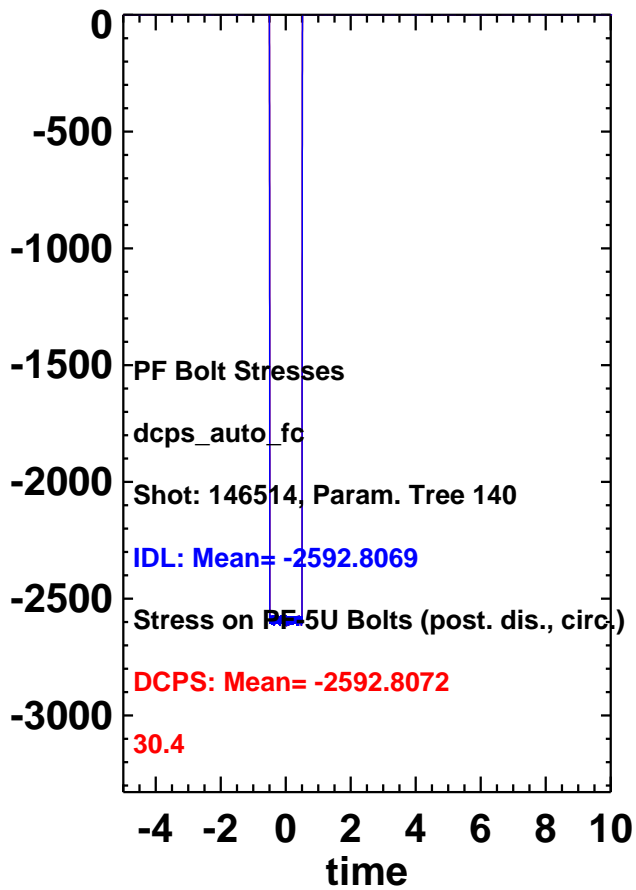 0
-500
-1000
-1500
PF Bolt Stresses
dcps_auto_fc
-2000
Shot: 146514, Param. Tree 140
IDL: Mean= -2592.8069
-2500
Stress on PF-5U Bolts (post. dis., circ.)
DCPS: Mean= -2592.8072
-3000
30.4
-4 -2 0 2 4 6 8 10
time